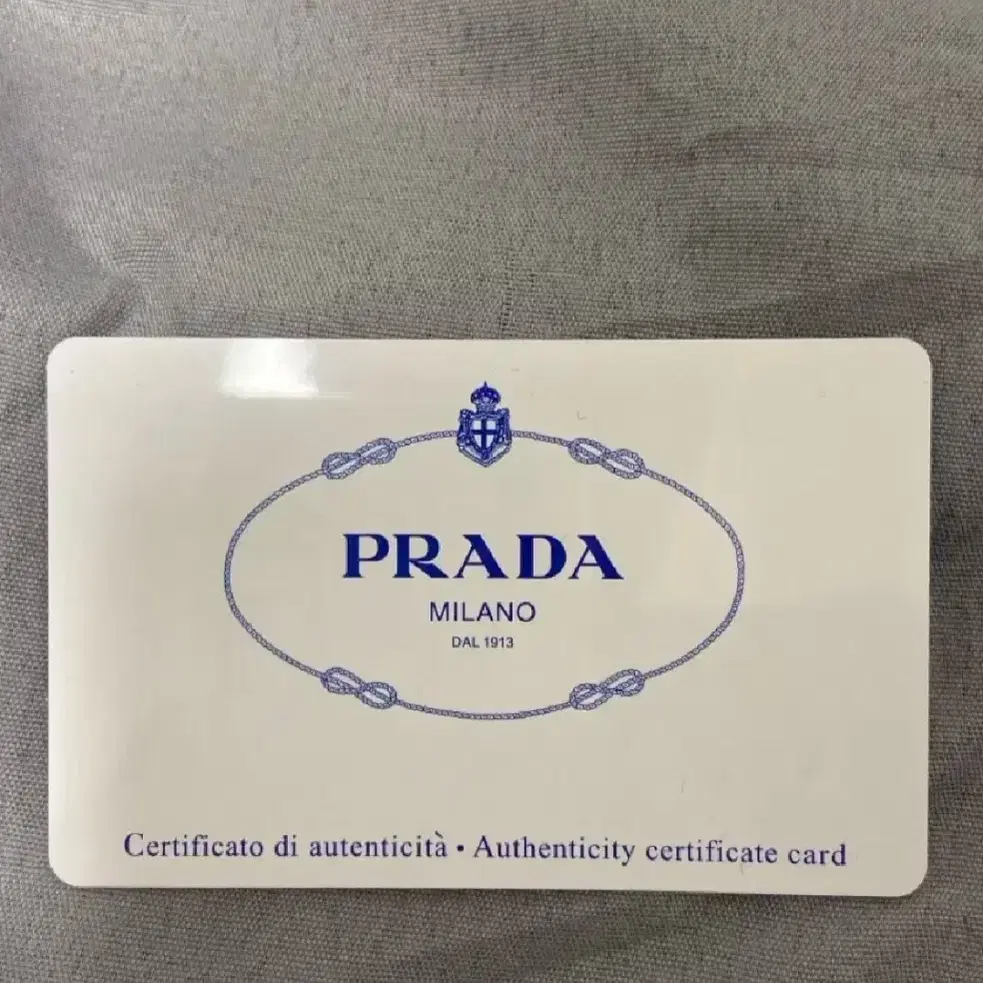 PRADA
MILANO
DAL 1913
Certificato di autenticità • Authenticity certificate card